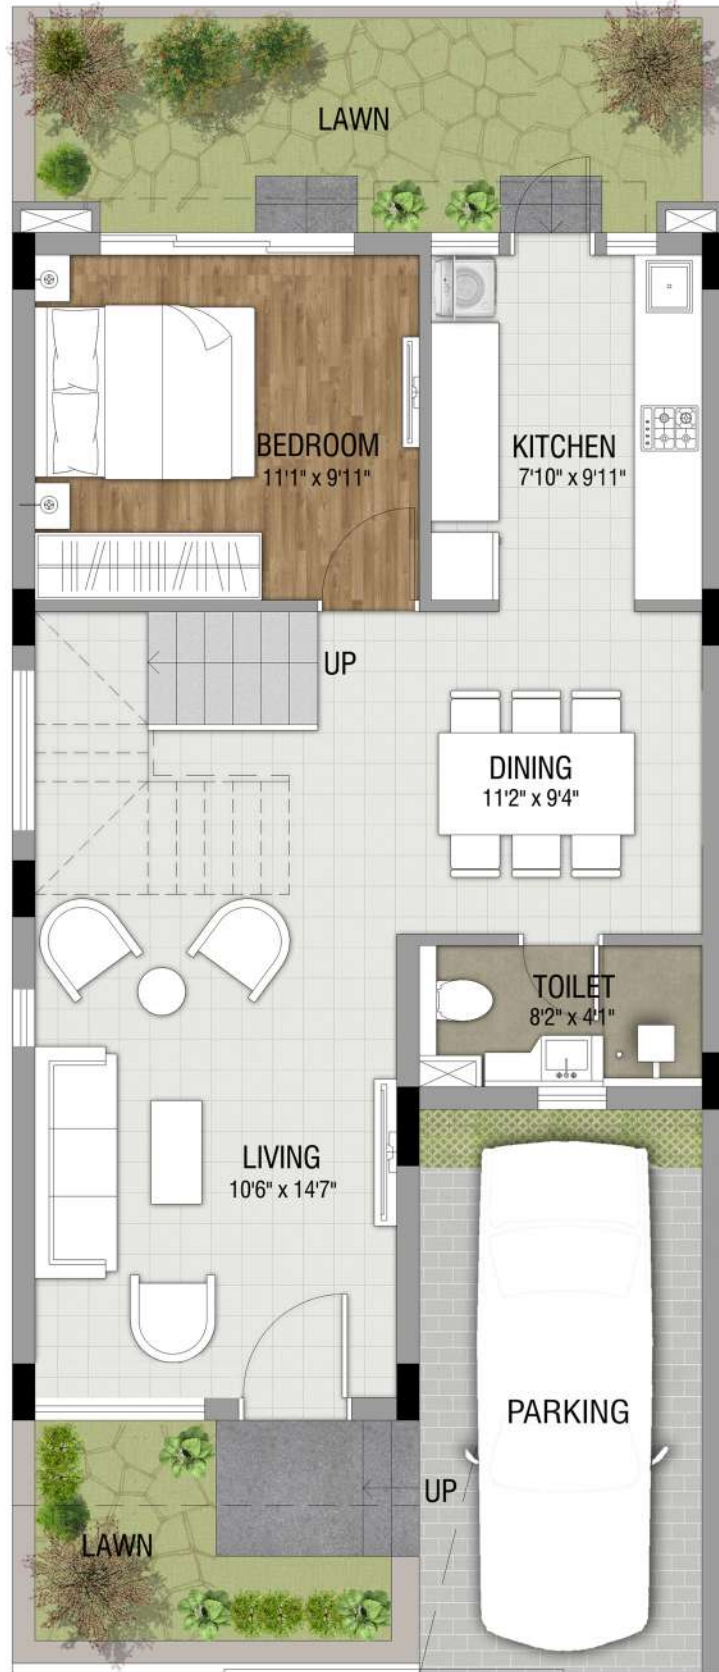 LAWN
BEDROOM
11'1" x 9'11"
KITCHEN
7'10" x 9'11"
UP
DINING
11'2" x 9'4"
TOILET
8'2" x 4'1"
LIVING
10'6" x 14'7"
PARKING
UP
LAWN